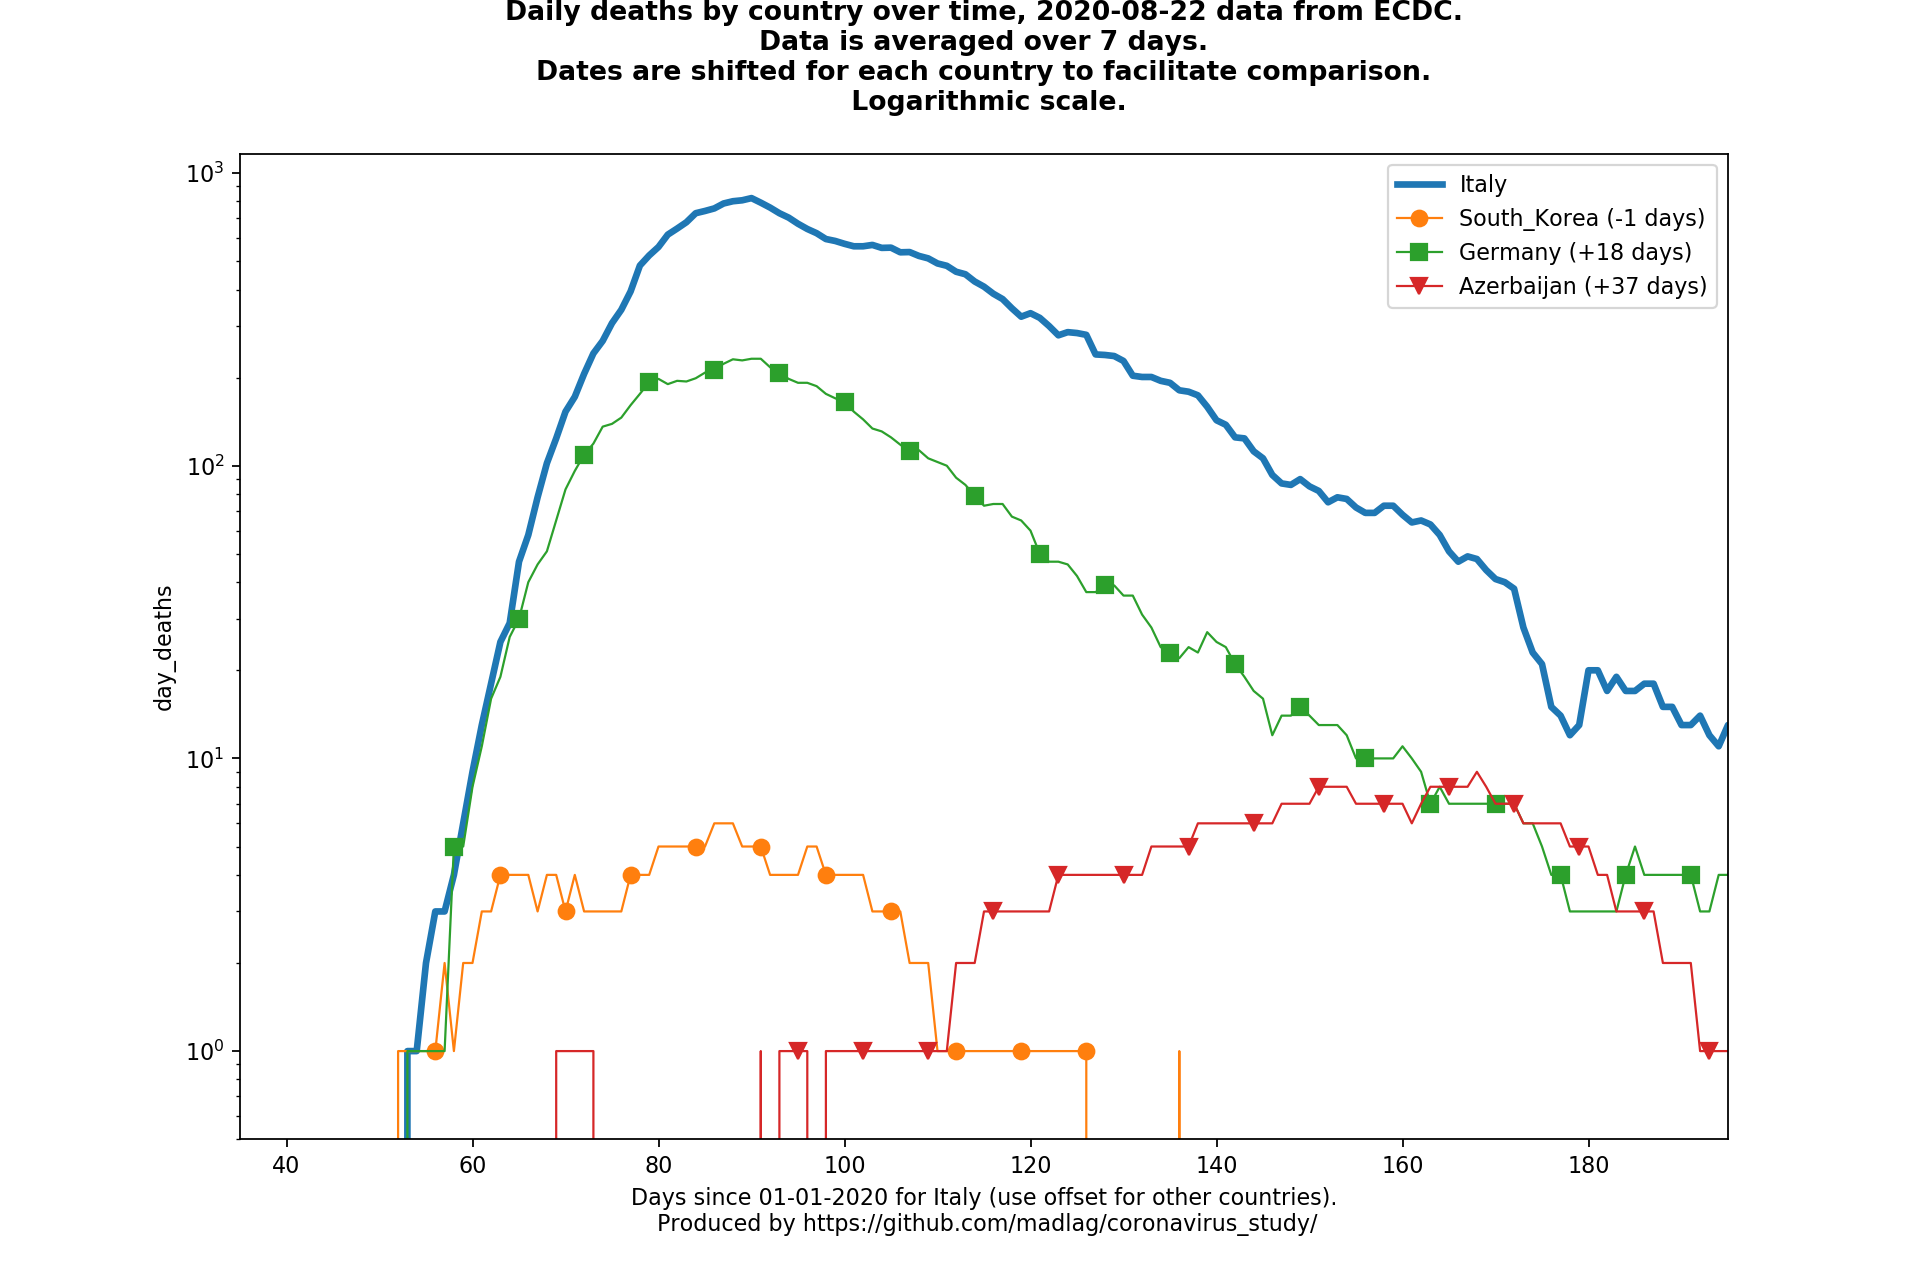 Daily deaths by country over time, 2020-08-22 data from ECDC.
Data is averaged over 7 days.
Dates are shifted for each country to facilitate comparison.
Logarithmic scale.
10³
10²
10¹
10⁰
day_deaths
Italy
South_Korea (-1 days)
Germany (+18 days)
Azerbaijan (+37 days)
40 60 80 100 120 140 160 180
Days since 01-01-2020 for Italy (use offset for other countries).
Produced by https://github.com/madlag/coronavirus_study/